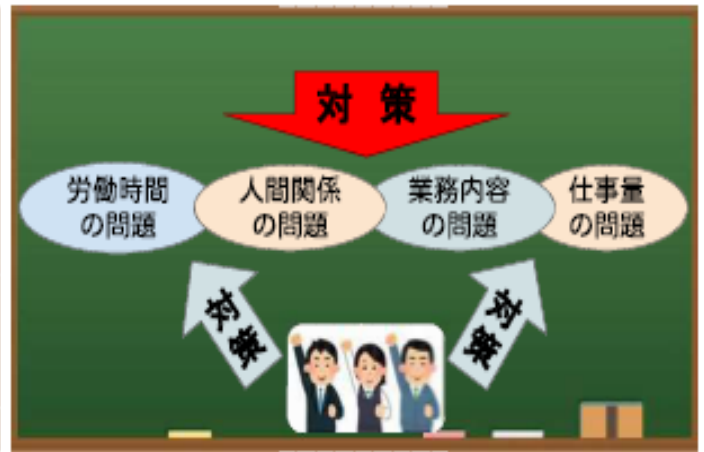 対 策
労働時間
の問題
人間関係
の問題
業務内容
の問題
仕事量
の問題
対策
対策